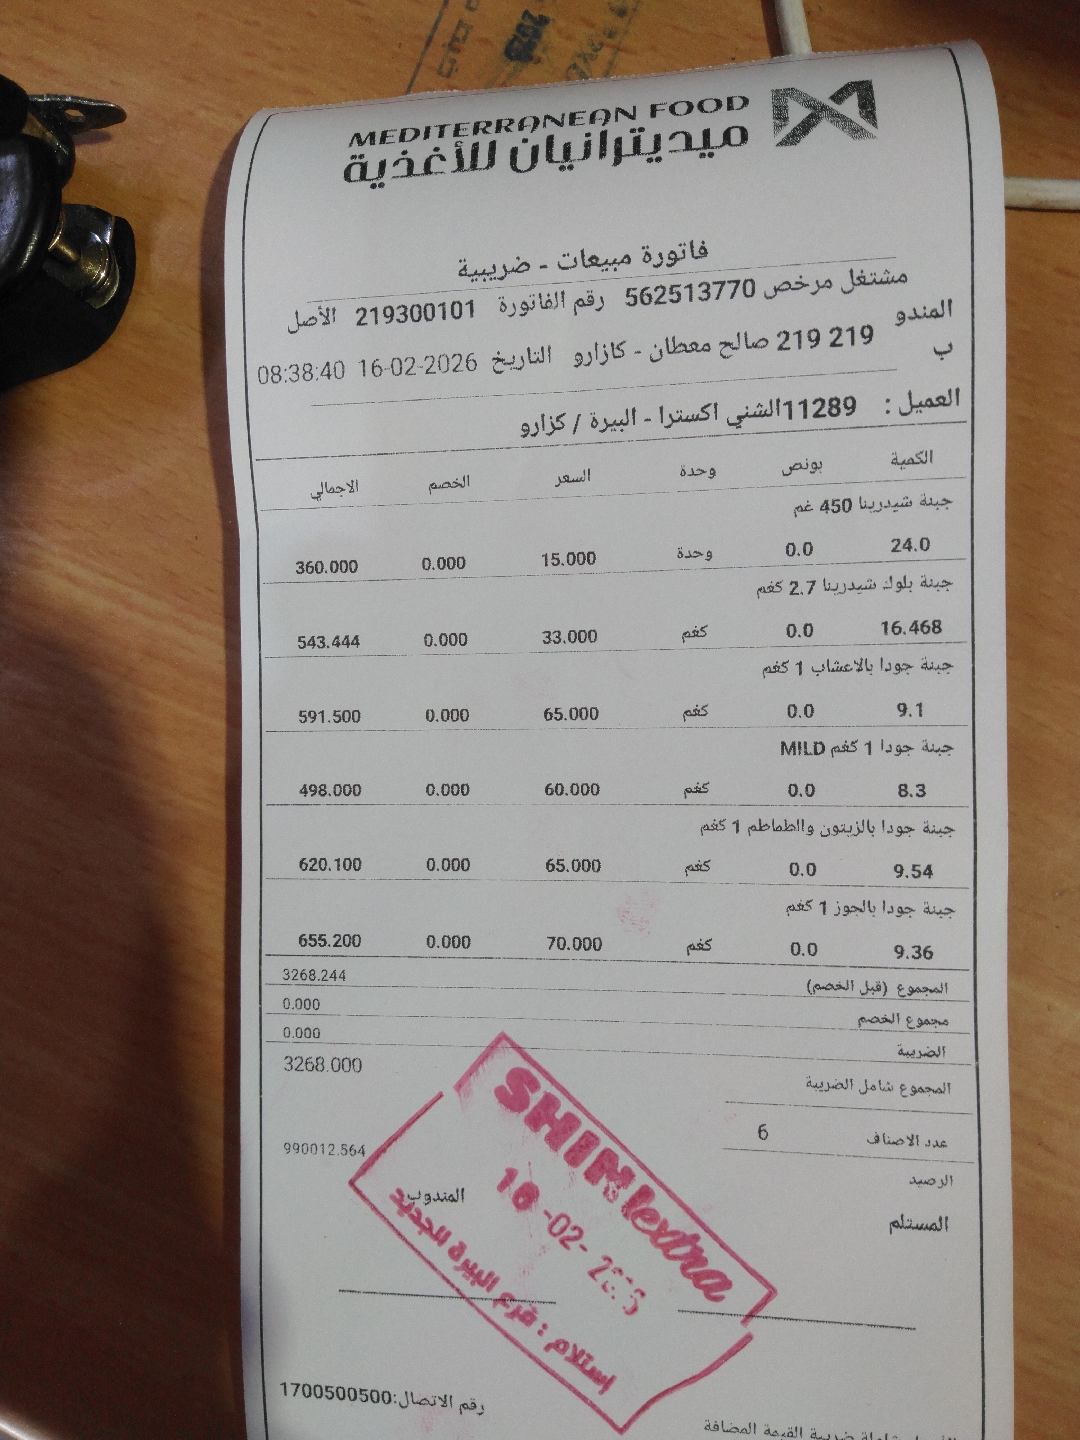 MEDITERRANEAN FOOD
ميديترانيان للأغذية
فاتورة مبيعات - ضريبية
مشتغل مرخص 562513770 رقم الفاتورة 219300101 الأصل
المندوب 219 219 صالح معطان - كازارو التاريخ 16-02-2026 08:38:40
العميل : 11289الشني اكسترا - البيرة / كزارو
الكمية بونص وحدة السعر الخصم الاجمالي
جبنة شيدرينا 450 غم
24.0 0.0 وحدة 15.000 0.000 360.000
جبنة بلوك شيدرينا 2.7 كغم
16.468 0.0 كغم 33.000 0.000 543.444
جبنة جودا بالاعشاب 1 كغم
9.1 0.0 كغم 65.000 0.000 591.500
جبنة جودا 1 كغم MILD
8.3 0.0 كغم 60.000 0.000 498.000
جبنة جودا بالزيتون واالطماطم 1 كغم
9.54 0.0 كغم 65.000 0.000 620.100
جبنة جودا بالجوز 1 كغم
9.36 0.0 كغم 70.000 0.000 655.200
المجموع (قبل الخصم) 3268.244
مجموع الخصم 0.000
الضريبة 0.000
المجموع شامل الضريبة 3268.000
عدد الاصناف 6
الرصيد 990012.564
المستلم المندوب
SHINIextra
16-02-
استلام : فرع البيرة الجديد
رقم الاتصال:1700500500
ضريبة القيمة المضافة